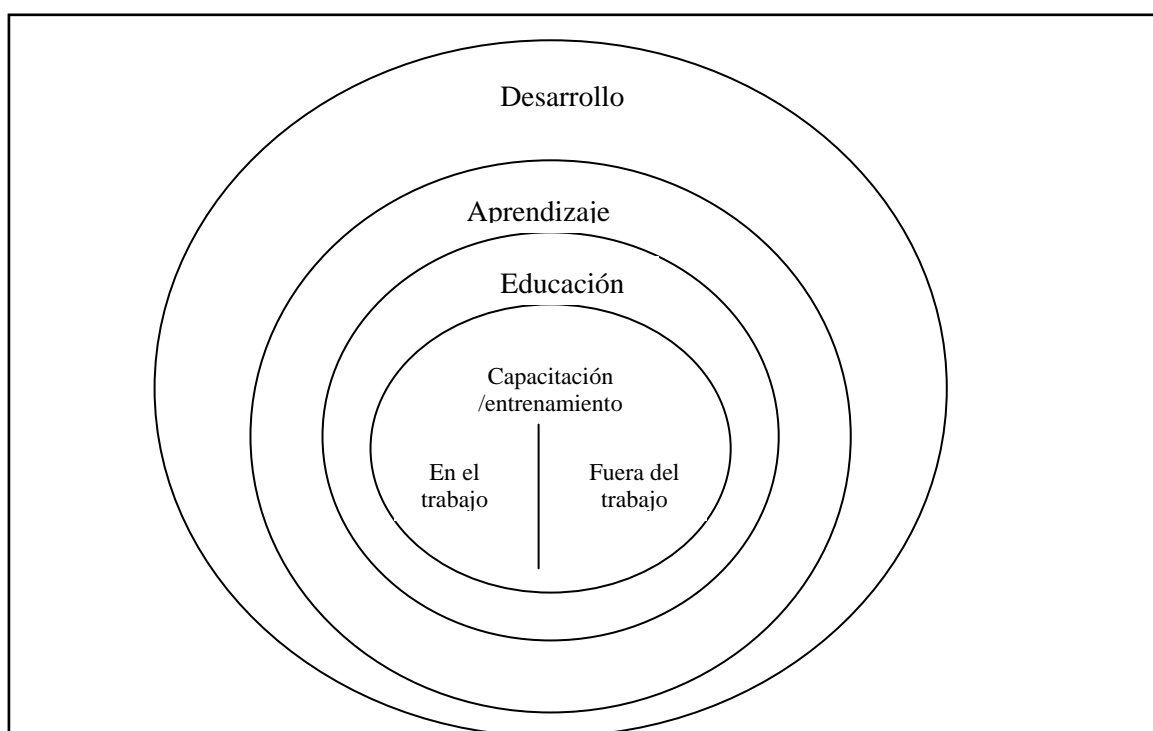 Desarrollo
Aprendizaje
Educación
Capacitación
/entrenamiento
En el
trabajo
Fuera del
trabajo